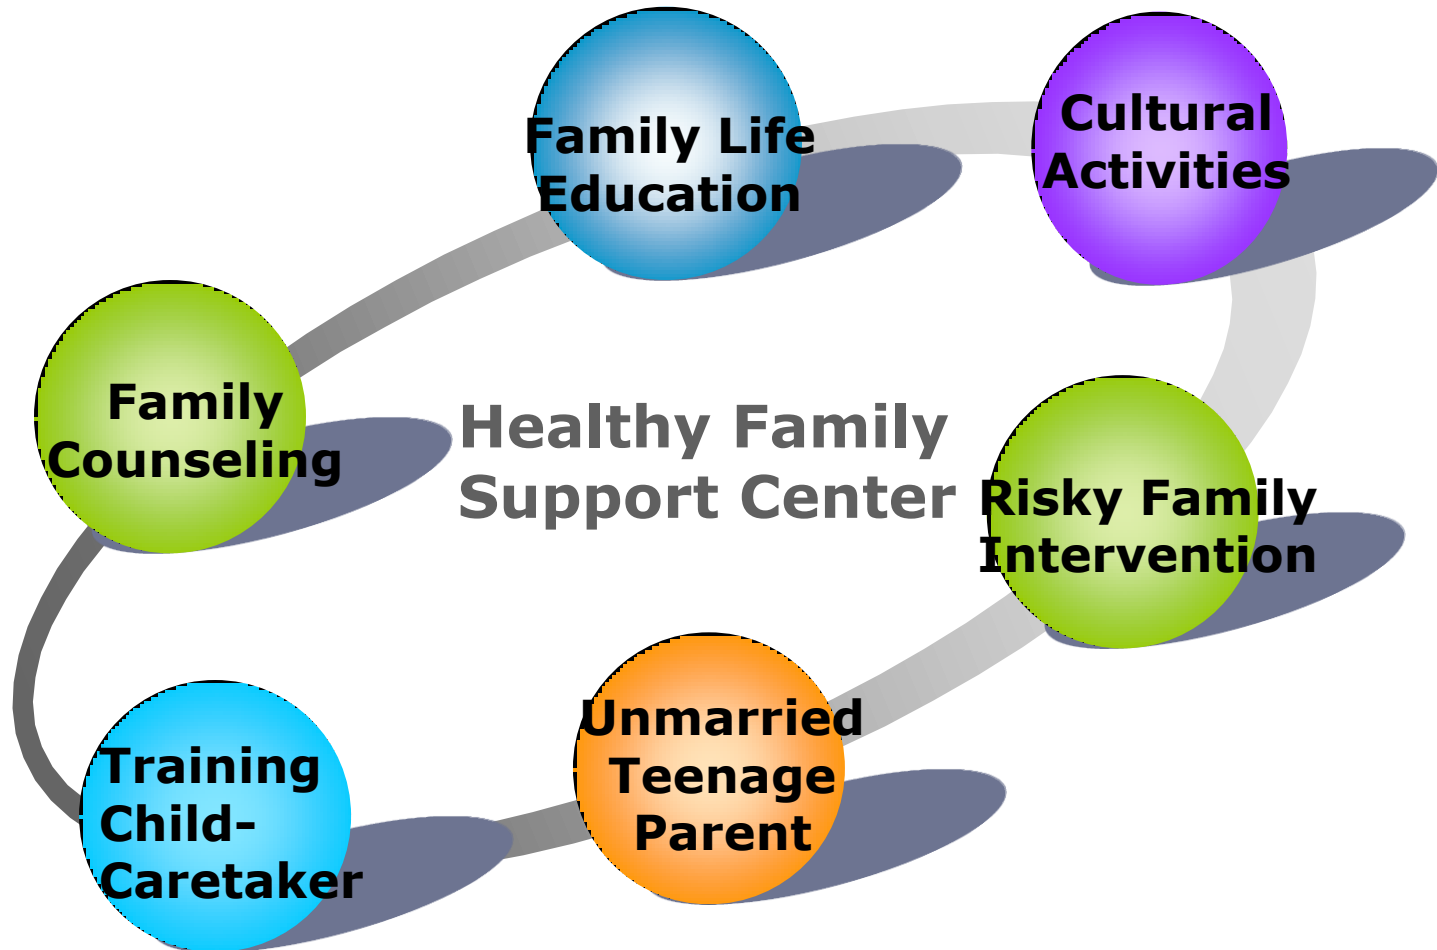 Family Life
Education
Cultural
Activities
Family
Counseling
Healthy Family
Support Center
Risky Family
Intervention
Unmarried
Teenage
Parent
Training
Child-
Caretaker